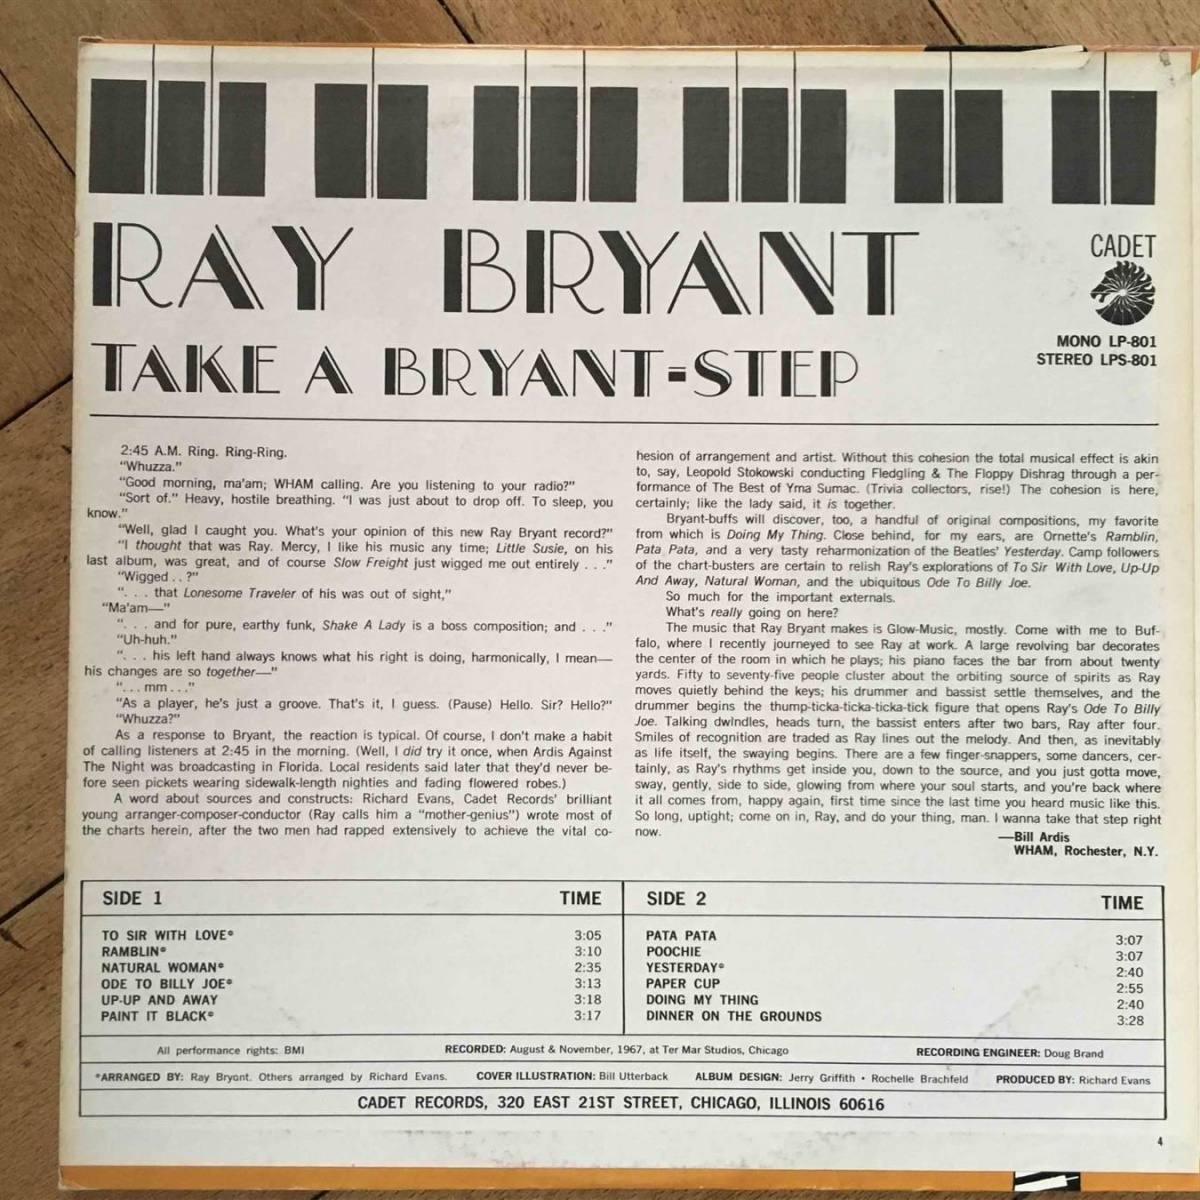 RAY BRYANT
TAKE A BRYANT-STEP
CADET
MONO LP-801
STEREO LPS-801
2:45 A.M. Ring. Ring-Ring.
"Whuzza."
"Good morning, ma'am; WHAM calling. Are you listening to your radio?"
"Sort of." Heavy, hostile breathing. "I was just about to drop off. To sleep, you
know."
"Well, glad I caught you. What's your opinion of this new Ray Bryant record?"
"I thought that was Ray. Mercy, I like his music any time; Little Susie, on his
last album, was great, and of course Slow Freight just wigged me out entirely . . ."
"Wigged . . ?"
". . . that Lonesome Traveler of his was out of sight,"
"Ma'am—"
". . . and for pure, earthy funk, Shake A Lady is a boss composition; and . . ."
"Uh-huh."
". . . his left hand always knows what his right is doing, harmonically, I mean—
his changes are so together—"
". . . mm . . ."
"As a player, he's just a groove. That's it, I guess. (Pause) Hello. Sir? Hello?"
"Whuzza?"
As a response to Bryant, the reaction is typical. Of course, I don't make a habit
of calling listeners at 2:45 in the morning. (Well, I did try it once, when Ardis Against
The Night was broadcasting in Florida. Local residents said later that they'd never be-
fore seen pickets wearing sidewalk-length nighties and fading flowered robes.)
A word about sources and constructs: Richard Evans, Cadet Records' brilliant
young arranger-composer-conductor (Ray calls him a "mother-genius") wrote most of
the charts herein, after the two men had rapped extensively to achieve the vital co-
hesion of arrangement and artist. Without this cohesion the total musical effect is akin
to, say, Leopold Stokowski conducting Fledgling & The Floppy Dishrag through a per-
formance of The Best of Yma Sumac. (Trivia collectors, rise!) The cohesion is here,
certainly; like the lady said, it is together.
Bryant-buffs will discover, too, a handful of original compositions, my favorite
from which is Doing My Thing. Close behind, for my ears, are Ornette's Ramblin,
Pata Pata, and a very tasty reharmonization of the Beatles' Yesterday. Camp followers
of the chart-busters are certain to relish Ray's explorations of To Sir With Love, Up-Up
And Away, Natural Woman, and the ubiquitous Ode To Billy Joe.
So much for the important externals.
What's really going on here?
The music that Ray Bryant makes is Glow-Music, mostly. Come with me to Buf-
falo, where I recently journeyed to see Ray at work. A large revolving bar decorates
the center of the room in which he plays; his piano faces the bar from about twenty
yards. Fifty to seventy-five people cluster about the orbiting source of spirits as Ray
moves quietly behind the keys; his drummer and bassist settle themselves, and the
drummer begins the thump-ticka-ticka-ticka-tick figure that opens Ray's Ode To Billy
Joe. Talking dwindles, heads turn, the bassist enters after two bars, Ray after four.
Smiles of recognition are traded as Ray lines out the melody. And then, as inevitably
as life itself, the swaying begins. There are a few finger-snappers, some dancers, cer-
tainly, as Ray's rhythms get inside you, down to the source, and you just gotta move,
sway, gently, side to side, glowing from where your soul starts, and you're back where
it all comes from, happy again, first time since the last time you heard music like this.
So long, uptight; come on in, Ray, and do your thing, man. I wanna take that step right
now.
—Bill Ardis
WHAM, Rochester, N.Y.
SIDE 1 TIME
TO SIR WITH LOVE* 3:05
RAMBLIN* 3:10
NATURAL WOMAN* 2:35
ODE TO BILLY JOE* 3:13
UP-UP AND AWAY 3:18
PAINT IT BLACK* 3:17
SIDE 2 TIME
PATA PATA 3:07
POOCHIE 3:07
YESTERDAY* 2:40
PAPER CUP 2:55
DOING MY THING 2:40
DINNER ON THE GROUNDS 3:28
All performance rights: BMI RECORDED: August & November, 1967, at Ter Mar Studios, Chicago RECORDING ENGINEER: Doug Brand
*ARRANGED BY: Ray Bryant. Others arranged by Richard Evans. COVER ILLUSTRATION: Bill Utterback ALBUM DESIGN: Jerry Griffith • Rochelle Brachfeld PRODUCED BY: Richard Evans
CADET RECORDS, 320 EAST 21ST STREET, CHICAGO, ILLINOIS 60616
4